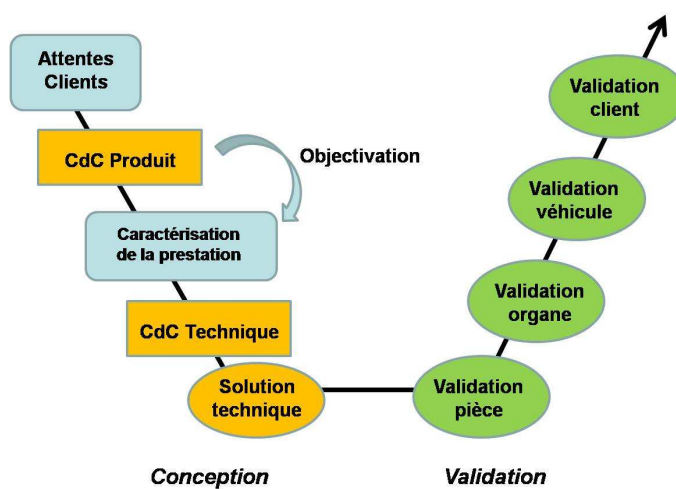 Attentes
Clients
CdC Produit
Objectivation
Caractérisation
de la prestation
CdC Technique
Solution
technique
Validation
pièce
Validation
organe
Validation
véhicule
Validation
client
Conception
Validation